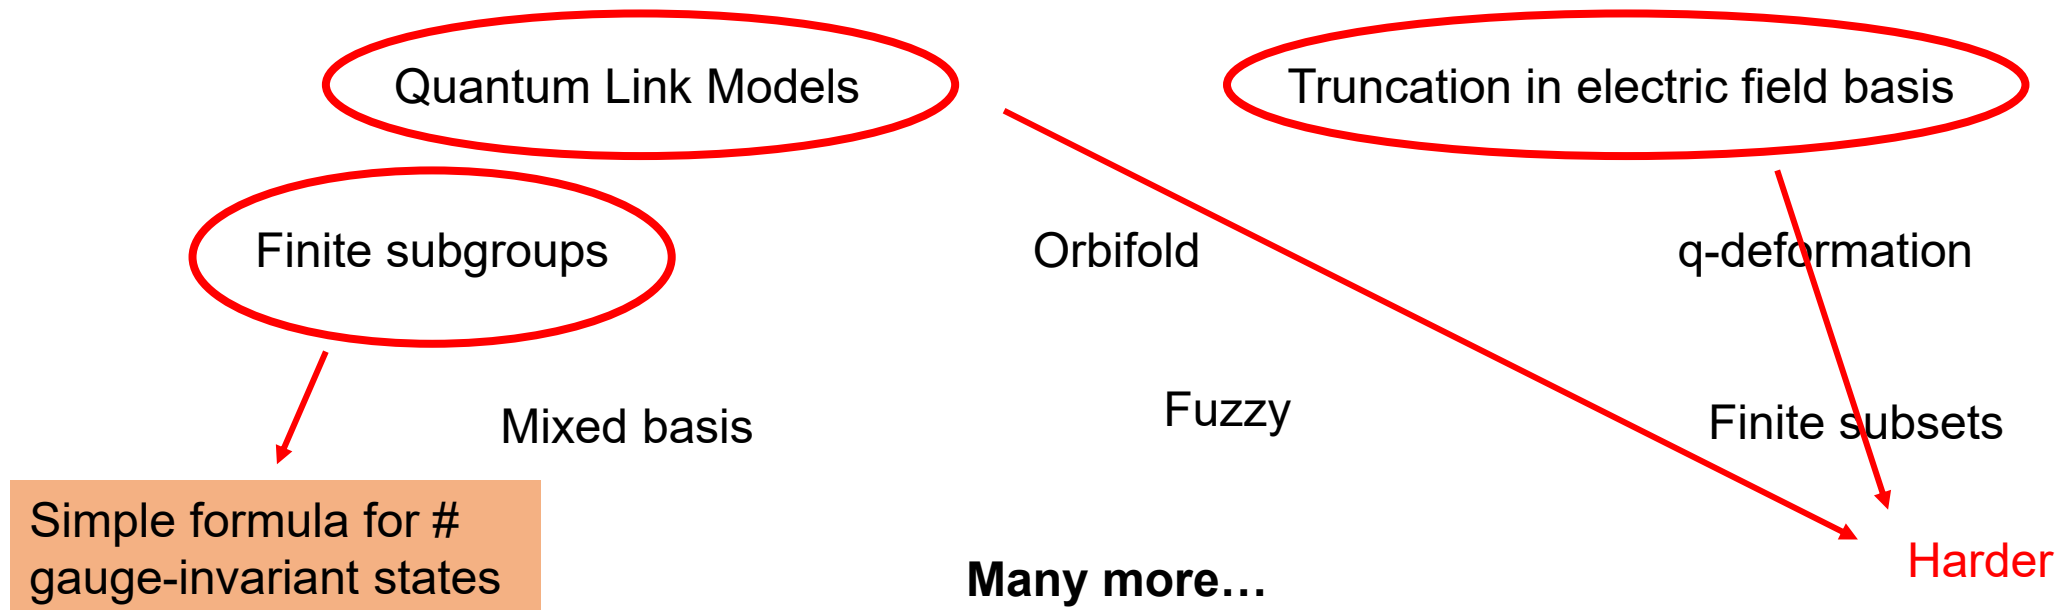 Quantum Link Models
Truncation in electric field basis
Finite subgroups
Orbifold
q-deformation
Mixed basis
Fuzzy
Finite subsets
Simple formula for #
gauge-invariant states
Many more…
Harder